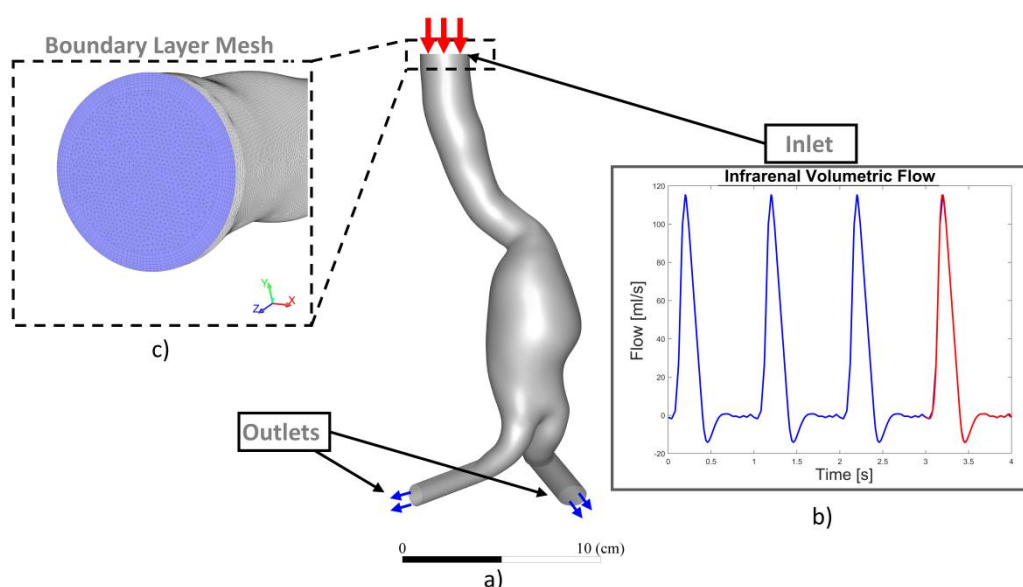 Boundary Layer Mesh
Y
Z
X
c)
Inlet
Infrarenal Volumetric Flow
Flow [ml/s]
120
100
80
60
40
20
0
-20
0
0.5
1
1.5
2
2.5
3
3.5
4
Time [s]
b)
Outlets
0
10 (cm)
a)